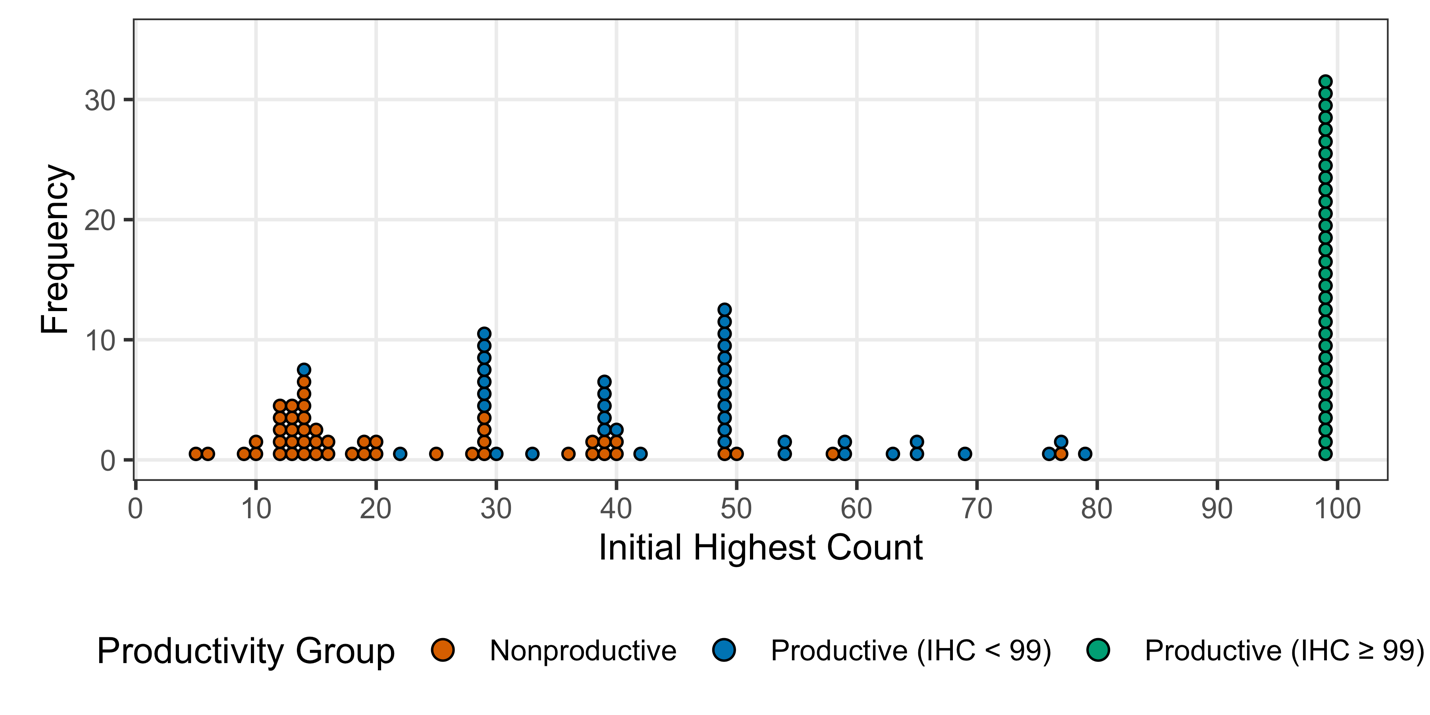 30
20
10
0
Frequency
0 10 20 30 40 50 60 70 80 90 100
Initial Highest Count
Productivity Group Nonproductive Productive (IHC < 99) Productive (IHC ≥ 99)